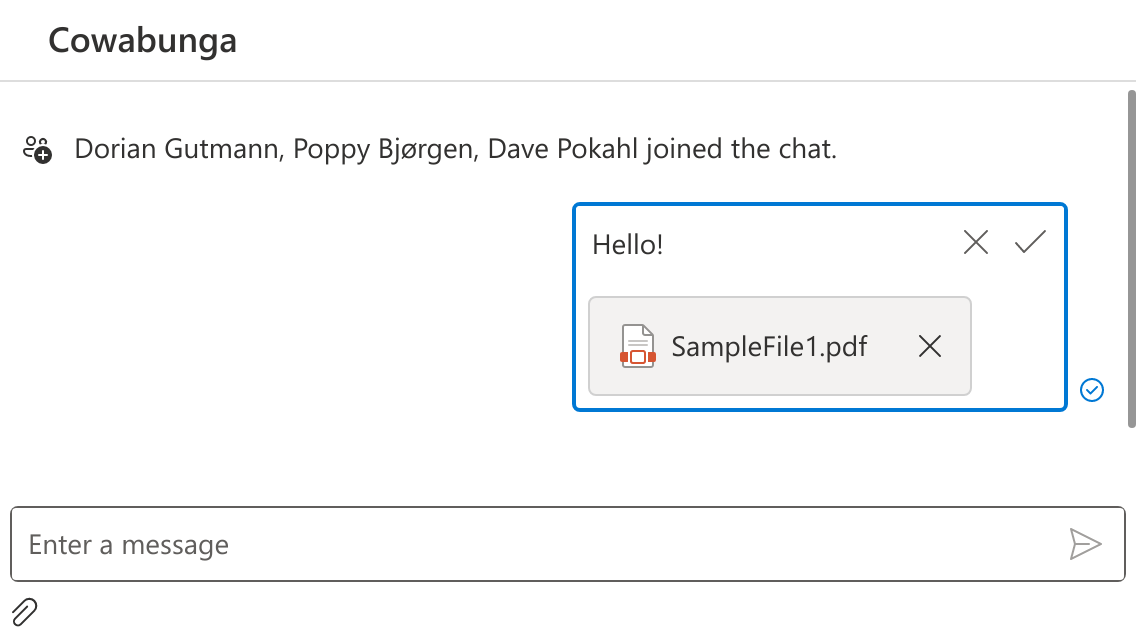 Cowabunga
Dorian Gutmann, Poppy Bjørgen, Dave Pokahl joined the chat.
Hello!
SampleFile1.pdf
Enter a message